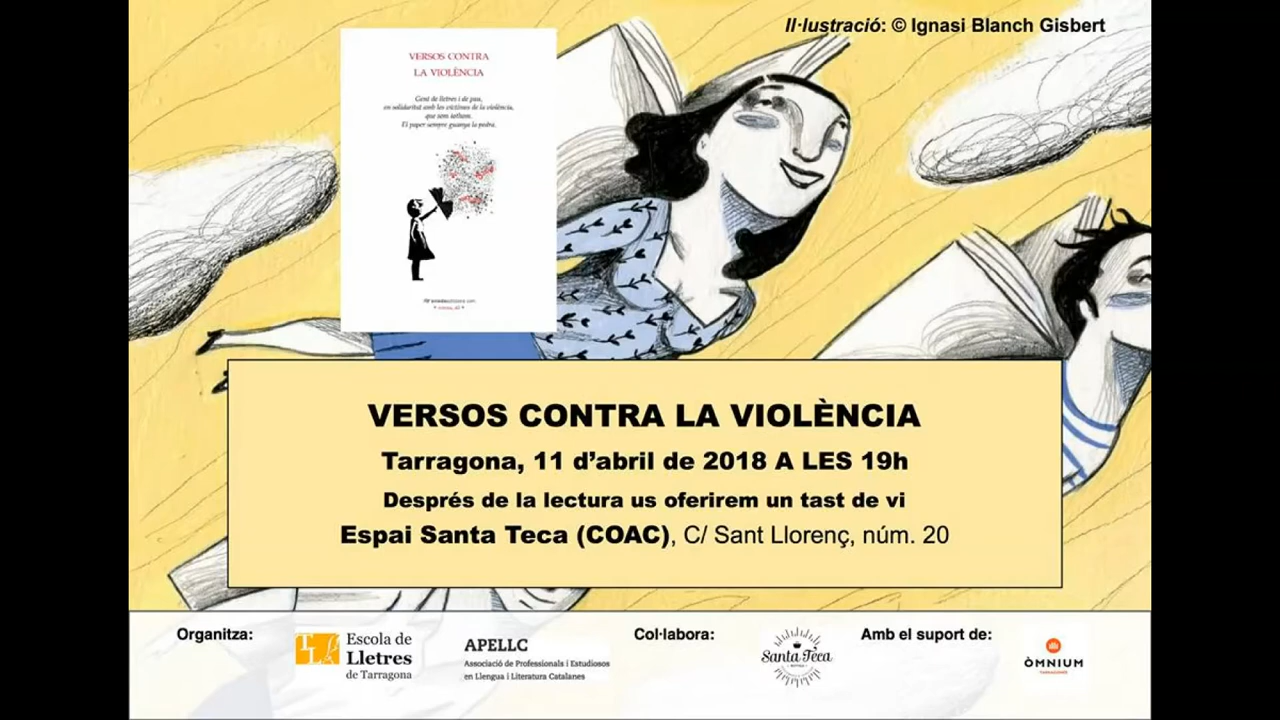 Il·lustració: © Ignasi Blanch Gisbert
VERSOS CONTRA
LA VIOLÈNCIA
Gent de lletres i de pau,
en solidaritat amb les víctimes de la violència,
que sens tothom.
El paper sempre guanya la pedra.
VERSOS CONTRA LA VIOLÈNCIA
Tarragona, 11 d’abril de 2018 A LES 19h
Després de la lectura us oferirem un tast de vi
Espai Santa Teca (COAC), C/ Sant Llorenç, núm. 20
Organitza:
TL
Escola de
Lletres
de Tarragona
APELLC
Associació de Professionals i Estudiosos
en Llengua i Literatura Catalanes
Col·labora:
Santa Teca
Amb el suport de:
ÒMNIUM